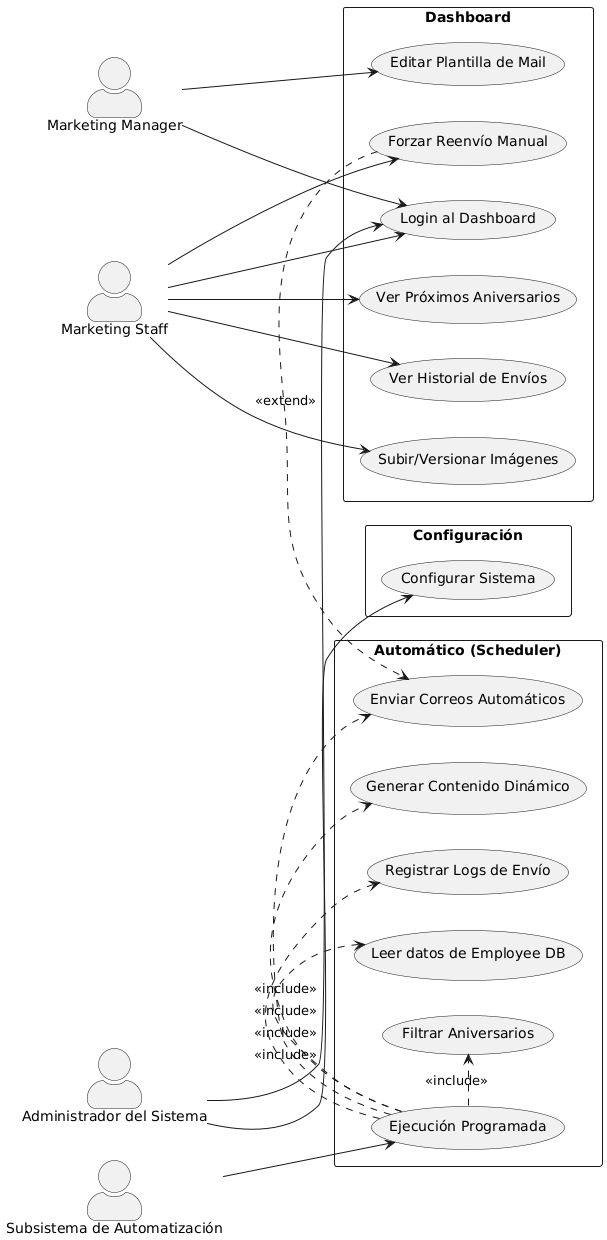 Dashboard
Editar Plantilla de Mail
Marketing Manager
Forzar Reenvío Manual
Login al Dashboard
Ver Próximos Aniversarios
Marketing Staff
Ver Historial de Envíos
«extend»
Subir/Versionar Imágenes
Configuración
Configurar Sistema
Automático (Scheduler)
Enviar Correos Automáticos
Generar Contenido Dinámico
Registrar Logs de Envío
Leer datos de Employee DB
«include»
«include»
«include»
«include»
Filtrar Aniversarios
«include»
Administrador del Sistema
Ejecución Programada
Subsistema de Automatización